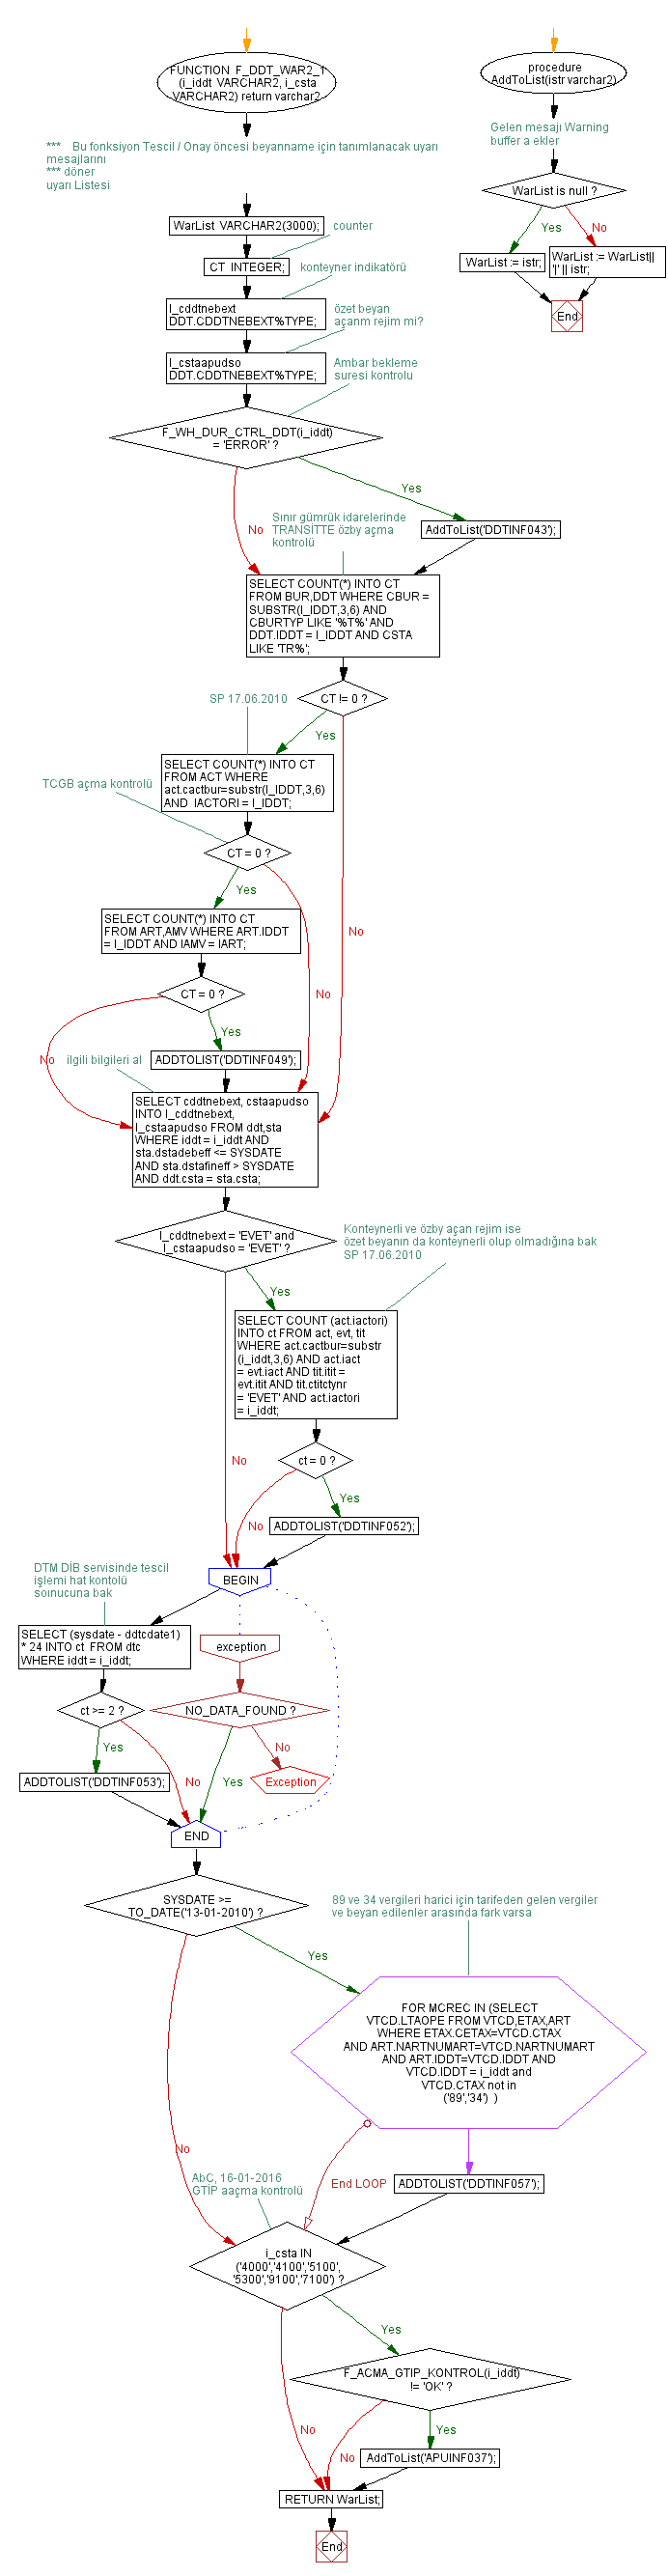 FUNCTION F_DDT_WAR2_1
(i_iddt VARCHAR2, i_csta
VARCHAR2) return varchar2
procedure
AddToList(istr varchar2)
Gelen mesajı Warning
buffer a ekler
WarList is null ?
Yes
No
WarList := istr;
WarList := WarList||
'|' || istr;
End
*** Bu fonksiyon Tescil / Onay öncesi beyanname için tanımlanacak uyarı
mesajlarını
*** döner
uyarı Listesi
WarList VARCHAR2(3000);
counter
CT INTEGER;
konteyner indikatörü
l_cddtnebext
DDT.CDDTNEBEXT%TYPE;
özet beyan
açanm rejim mi?
l_cstaapudso
DDT.CDDTNEBEXT%TYPE;
Ambar bekleme
suresi kontrolu
F_WH_DUR_CTRL_DDT(i_iddt)
= 'ERROR' ?
Yes
No
Sınır gümrük idarelerinde
TRANSİTTE özby açma
kontrolü
AddToList('DDTINF043');
SELECT COUNT(*) INTO CT
FROM BUR,DDT WHERE CBUR =
SUBSTR(I_IDDT,3,6) AND
CBURTYP LIKE '%T%' AND
DDT.IDDT = I_IDDT AND CSTA
LIKE 'TR%';
SP 17.06.2010
CT != 0 ?
Yes
SELECT COUNT(*) INTO CT
FROM ACT WHERE
act.cactbur=substr(I_IDDT,3,6)
AND IACTORI = I_IDDT;
TCGB açma kontrolü
CT = 0 ?
Yes
SELECT COUNT(*) INTO CT
FROM ART,AMV WHERE ART.IDDT
= I_IDDT AND IAMV = IART;
No
CT = 0 ?
No
Yes
No
ilgili bilgileri al
ADDTOLIST('DDTINF049');
SELECT cddtnebext, cstaapudso
INTO l_cddtnebext,
l_cstaapudso FROM ddt,sta
WHERE iddt = i_iddt AND
sta.dstadebeff <= SYSDATE
AND sta.dstafineff > SYSDATE
AND ddt.csta = sta.csta;
l_cddtnebext = 'EVET' and
l_cstaapudso = 'EVET' ?
Konteynerli ve özby açan rejim ise
özet beyanın da konteynerli olup olmadığına bak
SP 17.06.2010
Yes
SELECT COUNT (act.iactori)
INTO ct FROM act, evt, tit
WHERE act.cactbur=substr
(i_iddt,3,6) AND act.iact
= evt.iact AND tit.itit =
evt.itit AND tit.ctitctynr
= 'EVET' AND act.iactori
= i_iddt;
No
ct = 0 ?
Yes
No
ADDTOLIST('DDTINF052');
DTM DİB servisinde tescil
işlemi hat kontolü
soınucuna bak
BEGIN
SELECT (sysdate - ddtcdate1)
* 24 INTO ct FROM dtc
WHERE iddt = i_iddt;
exception
ct >= 2 ?
NO_DATA_FOUND ?
Yes
No
ADDTOLIST('DDTINF053');
No
Yes
Exception
END
SYSDATE >=
TO_DATE('13-01-2010') ?
89 ve 34 vergileri harici için tarifeden gelen vergiler
ve beyan edilenler arasında fark varsa
Yes
FOR MCREC IN (SELECT
VTCD.LTAOPE FROM VTCD,ETAX,ART
WHERE ETAX.CETAX=VTCD.CTAX
AND ART.NARTNUMART=VTCD.NARTNUMART
AND ART.IDDT=VTCD.IDDT AND
VTCD.IDDT = i_iddt and
VTCD.CTAX not in
('89','34') )
No
AbC, 16-01-2016
GTİP aaçma kontrolü
End LOOP
ADDTOLIST('DDTINF057');
i_csta IN
('4000','4100','5100',
'5300','9100','7100') ?
Yes
F_ACMA_GTIP_KONTROL(i_iddt)
!= 'OK' ?
No
No
Yes
AddToList('APUINF037');
RETURN WarList;
End